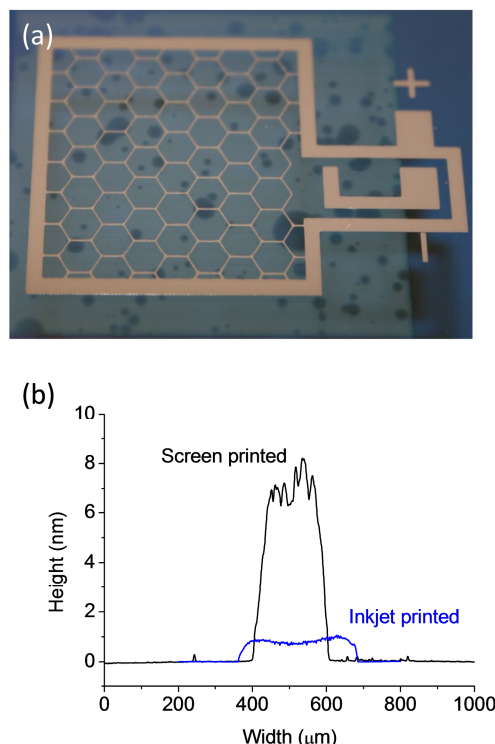 (a)
(b)
10
Screen printed
8
6
Height (nm)
4
2
Inkjet printed
0
0 200 400 600 800 1000
Width (µm)